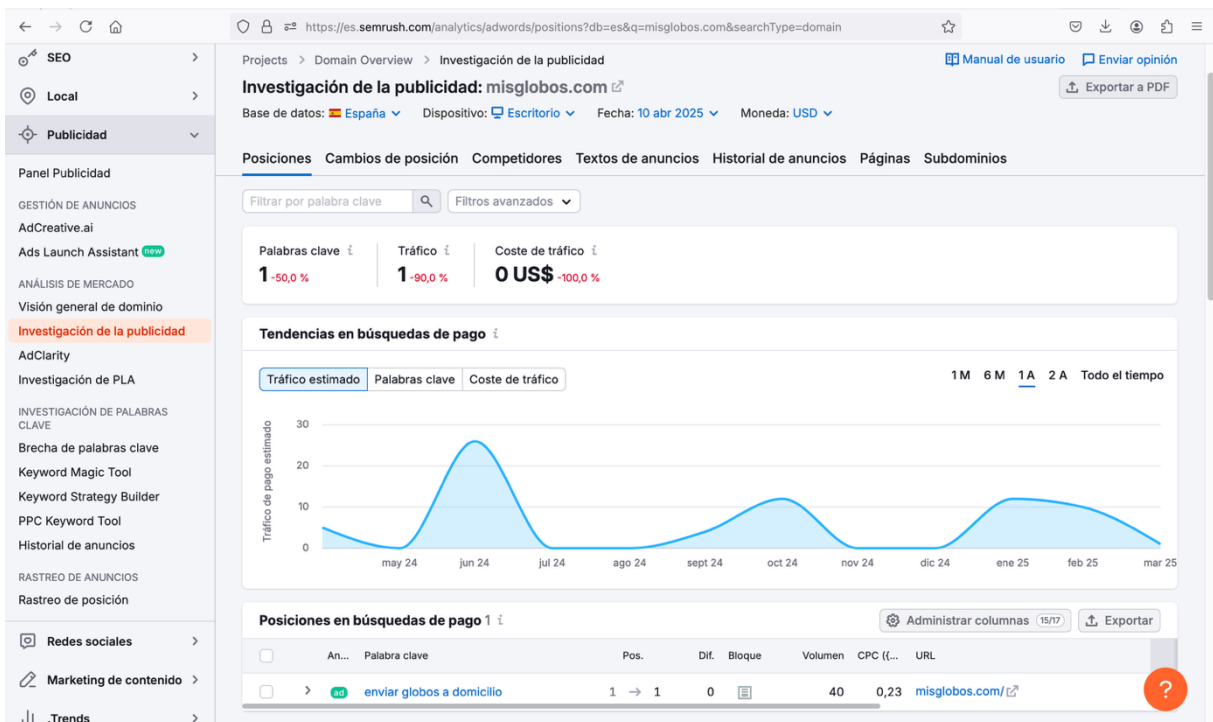 https://es.semrush.com/analytics/adwords/positions?db=es&q=misglobos.com&searchType=domain
SEO
Local
Publicidad
Panel Publicidad
GESTIÓN DE ANUNCIOS
AdCreative.ai
Ads Launch Assistant new
ANÁLISIS DE MERCADO
Visión general de dominio
Investigación de la publicidad
AdClarity
Investigación de PLA
INVESTIGACIÓN DE PALABRAS
CLAVE
Brecha de palabras clave
Keyword Magic Tool
Keyword Strategy Builder
PPC Keyword Tool
Historial de anuncios
RASTREO DE ANUNCIOS
Rastreo de posición
Redes sociales
Marketing de contenido
.Trends
Projects > Domain Overview > Investigación de la publicidad
Manual de usuario Enviar opinión
Investigación de la publicidad: misglobos.com
Exportar a PDF
Base de datos: España Dispositivo: Escritorio Fecha: 10 abr 2025 Moneda: USD
Posiciones Cambios de posición Competidores Textos de anuncios Historial de anuncios Páginas Subdominios
Filtrar por palabra clave Filtros avanzados
Palabras clave i Tráfico i Coste de tráfico i
1 -50,0 % 1 -90,0 % 0 US$ -100,0 %
Tendencias en búsquedas de pago i
Tráfico estimado Palabras clave Coste de tráfico 1 M 6 M 1 A 2 A Todo el tiempo
Tráfico de pago estimado
30
20
10
0
may 24 jun 24 jul 24 ago 24 sept 24 oct 24 nov 24 dic 24 ene 25 feb 25 mar 25
Posiciones en búsquedas de pago 1 i
Administrar columnas 15/17 Exportar
An... Palabra clave Pos. Dif. Bloque Volumen CPC ({... URL
ad enviar globos a domicilio 1 → 1 0 40 0,23 misglobos.com/
?